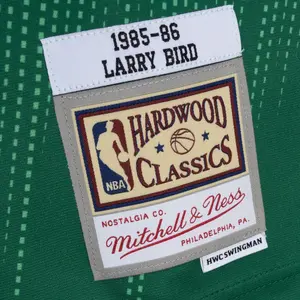 1985-86
LARRY BIRD
HARDWOOD
CLASSICS
NBA
NOSTALGIA CO.
Mitchell & Ness
PHILADELPHIA, PA.
HWC SWINGMAN